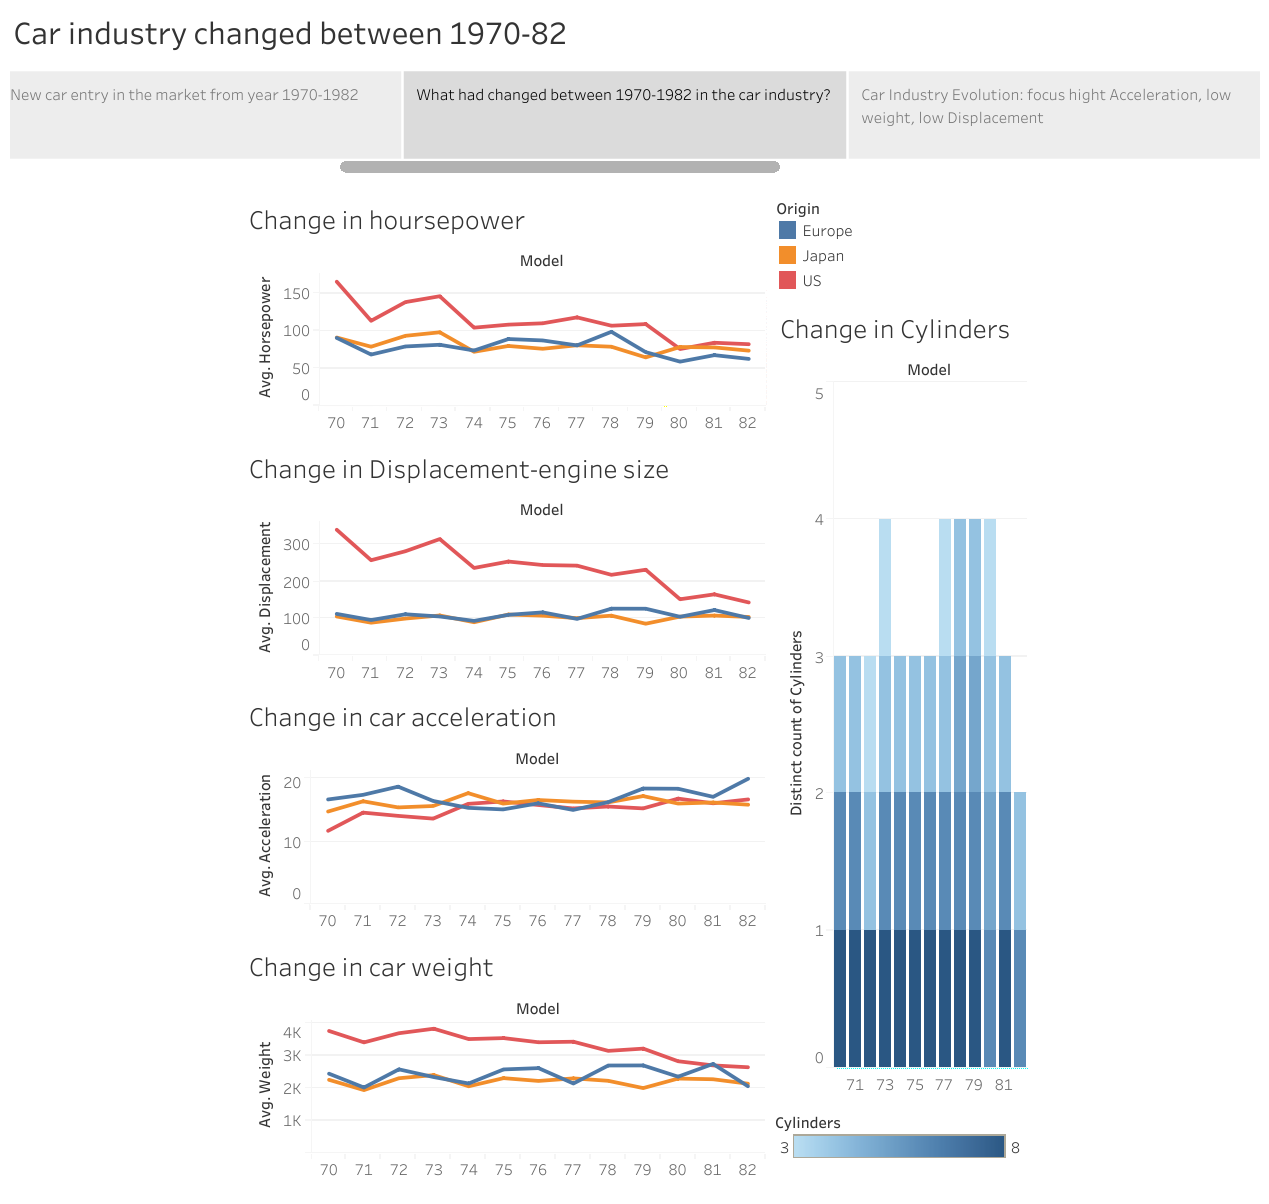 Car industry changed between 1970-82
New car entry in the market from year 1970-1982
What had changed between 1970-1982 in the car industry?
Car Industry Evolution: focus hight Acceleration, low
weight, low Displacement
Change in hoursepower
Model
Avg. Horsepower
150
100
50
0
70 71 72 73 74 75 76 77 78 79 80 81 82
Change in Displacement-engine size
Model
Avg. Displacement
300
200
100
0
70 71 72 73 74 75 76 77 78 79 80 81 82
Change in car acceleration
Model
Avg. Acceleration
20
10
0
70 71 72 73 74 75 76 77 78 79 80 81 82
Change in car weight
Model
Avg. Weight
4K
3K
2K
1K
70 71 72 73 74 75 76 77 78 79 80 81 82
Origin
Europe
Japan
US
Change in Cylinders
Model
Distinct count of Cylinders
5
4
3
2
1
0
71 73 75 77 79 81
Cylinders
3 8